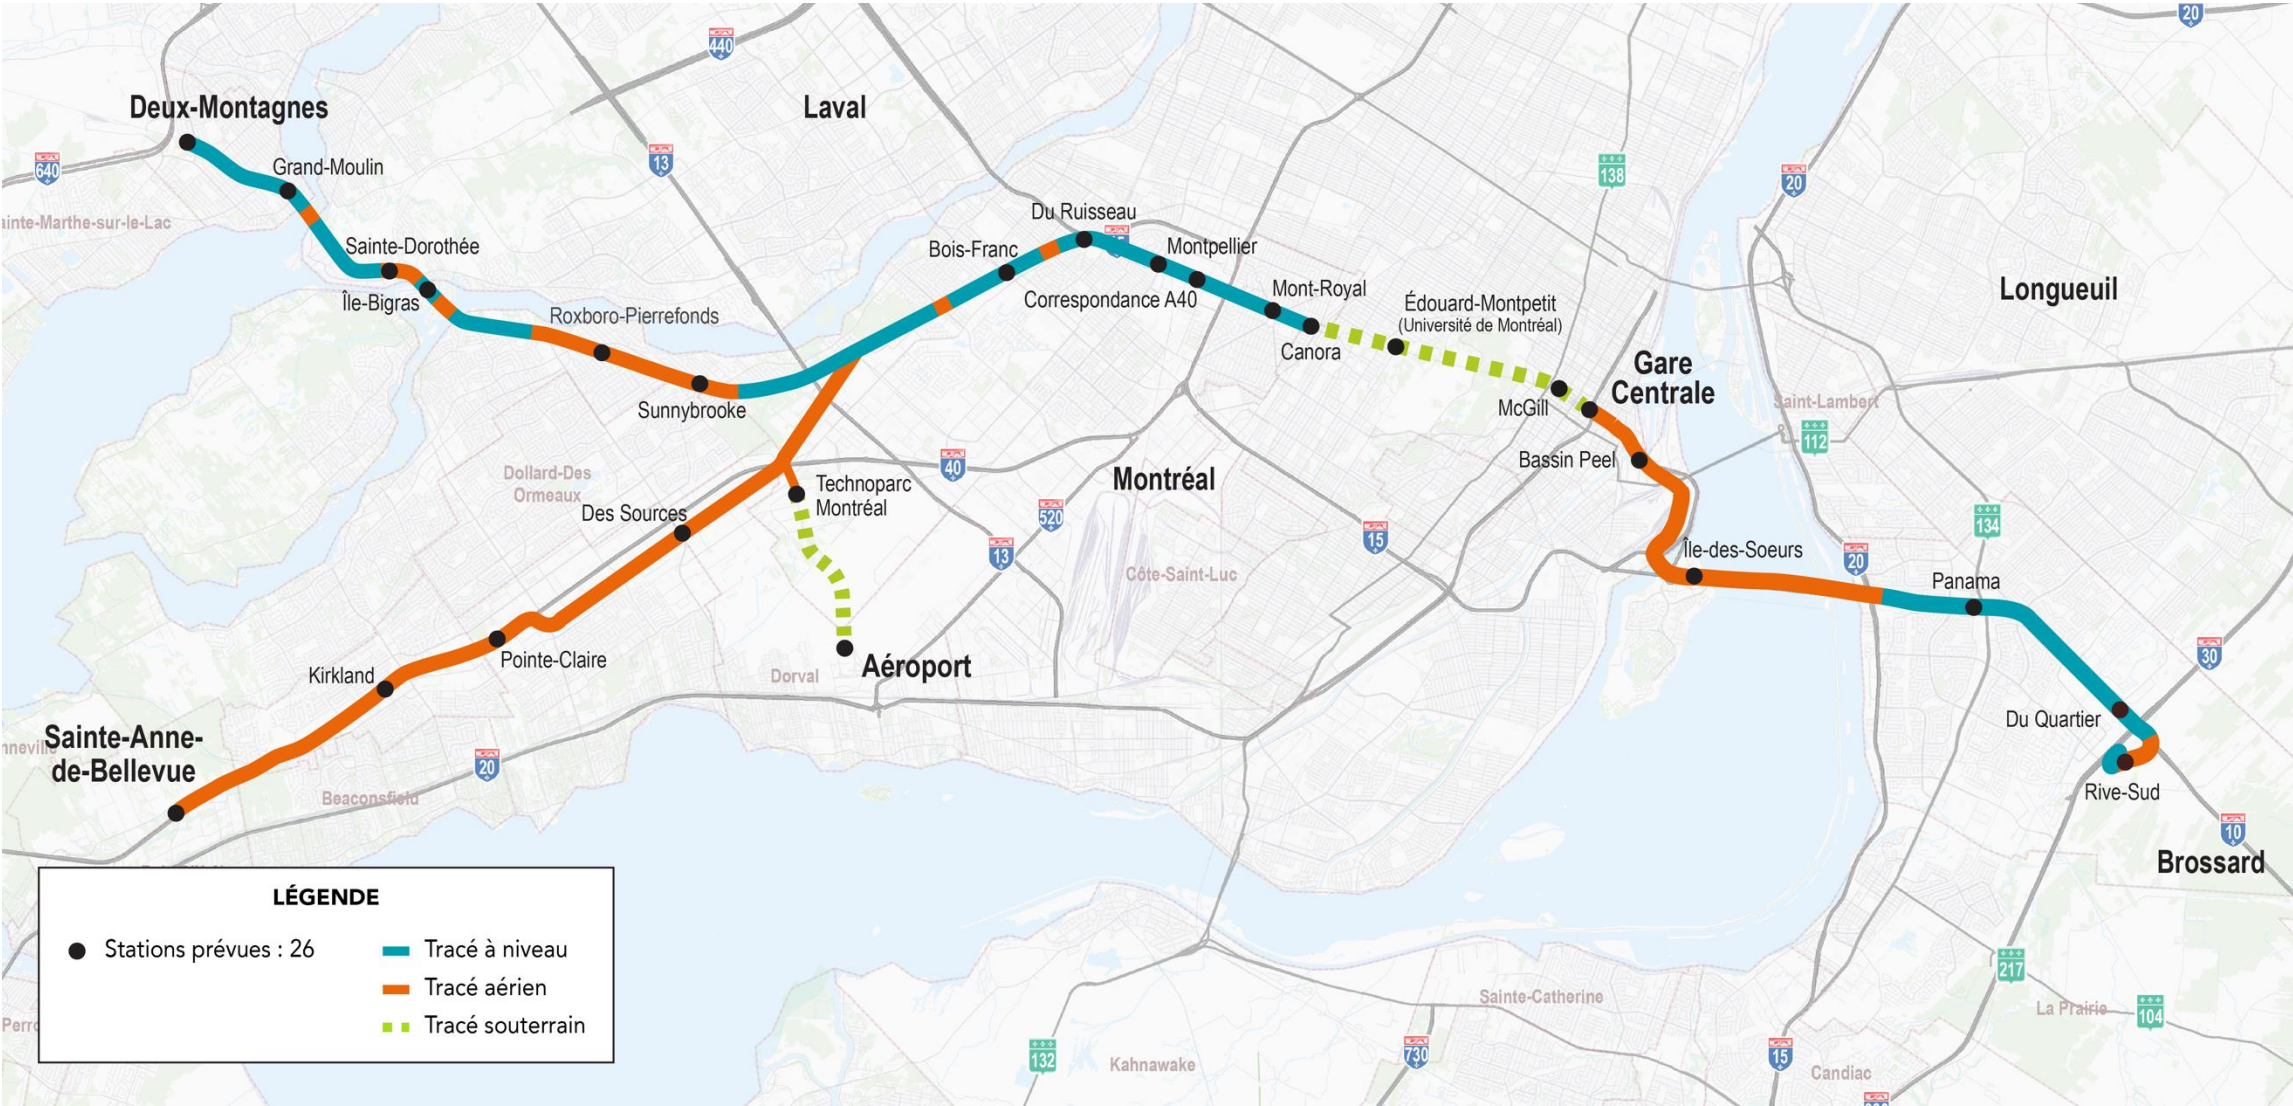 20
440
Deux-Montagnes
Laval
13
640
Grand-Moulin
138
20
Du Ruisseau
ainte-Marthe-sur-le-Lac
Sainte-Dorothée
Bois-Franc
Montpellier
Île-Bigras
Correspondance A40
Mont-Royal
Longueuil
Roxboro-Pierrefonds
Édouard-Montpetit
(Université de Montréal)
Canora
Gare
Centrale
Sunnybrooke
McGill
Saint-Lambert
112
Bassin Peel
40
Montréal
Dollard-Des
Ormeaux
Technoparc
Montréal
Des Sources
520
13
15
134
Île-des-Soeurs
20
Côte-Saint-Luc
Panama
Pointe-Claire
Kirkland
Dorval
Aéroport
30
Du Quartier
Sainte-Anne-
de-Bellevue
nneville
20
Beaconsfield
Rive-Sud
10
Brossard
LÉGENDE
Stations prévues : 26
Tracé à niveau
Tracé aérien
Tracé souterrain
Perro
217
Sainte-Catherine
La Prairie
104
132
Kahnawake
730
15
Candiac